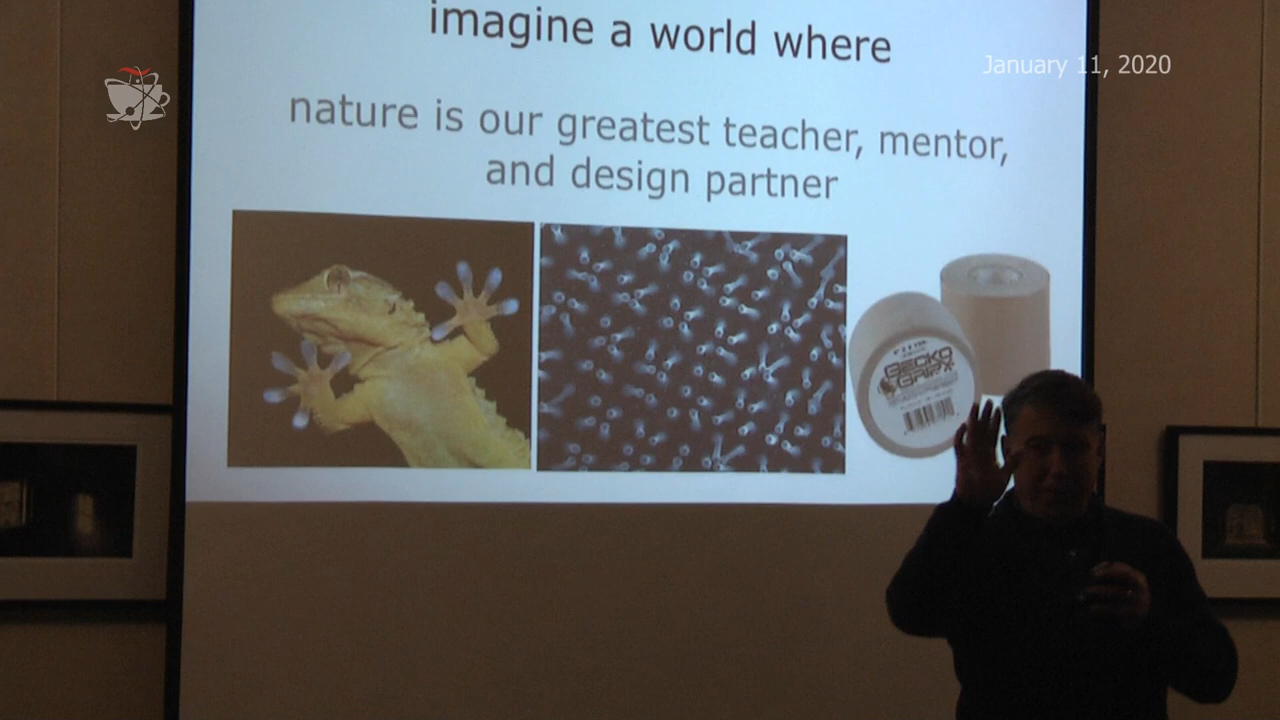 imagine a world where
January 11, 2020
nature is our greatest teacher, mentor,
and design partner
GECKO
GRIP